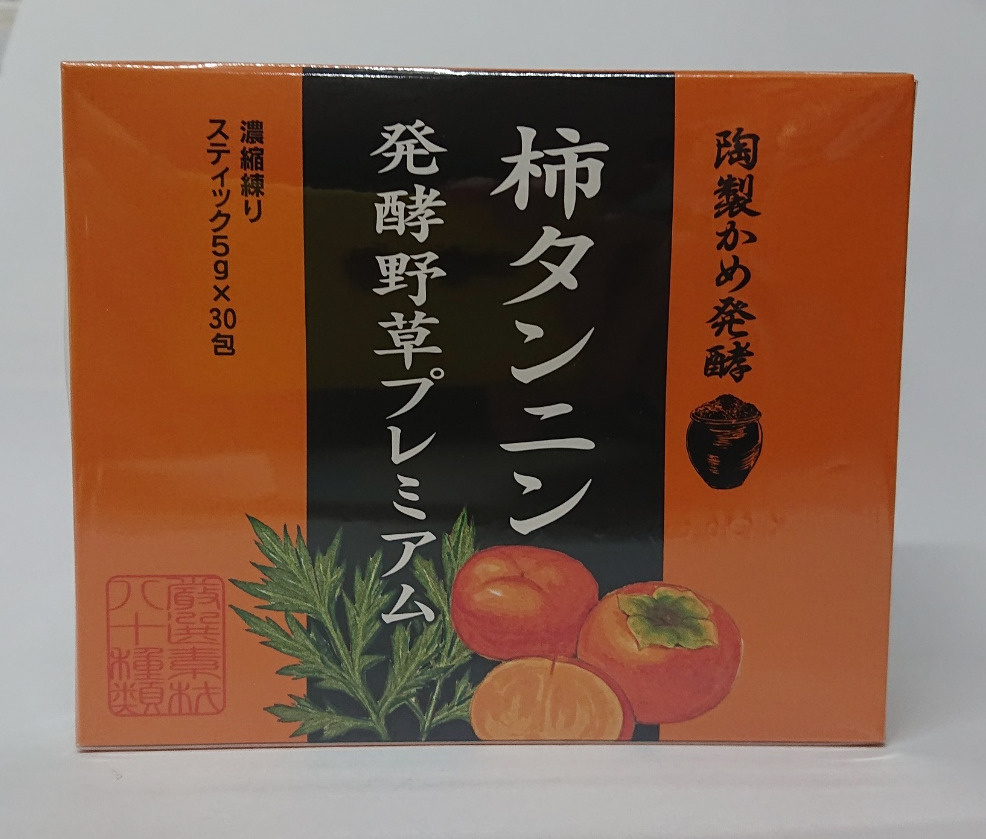 陶製かめ発酵
柿タンニン
発酵野草プレミアム
濃縮練り
スティック5g×30包
厳選素材
八十種類